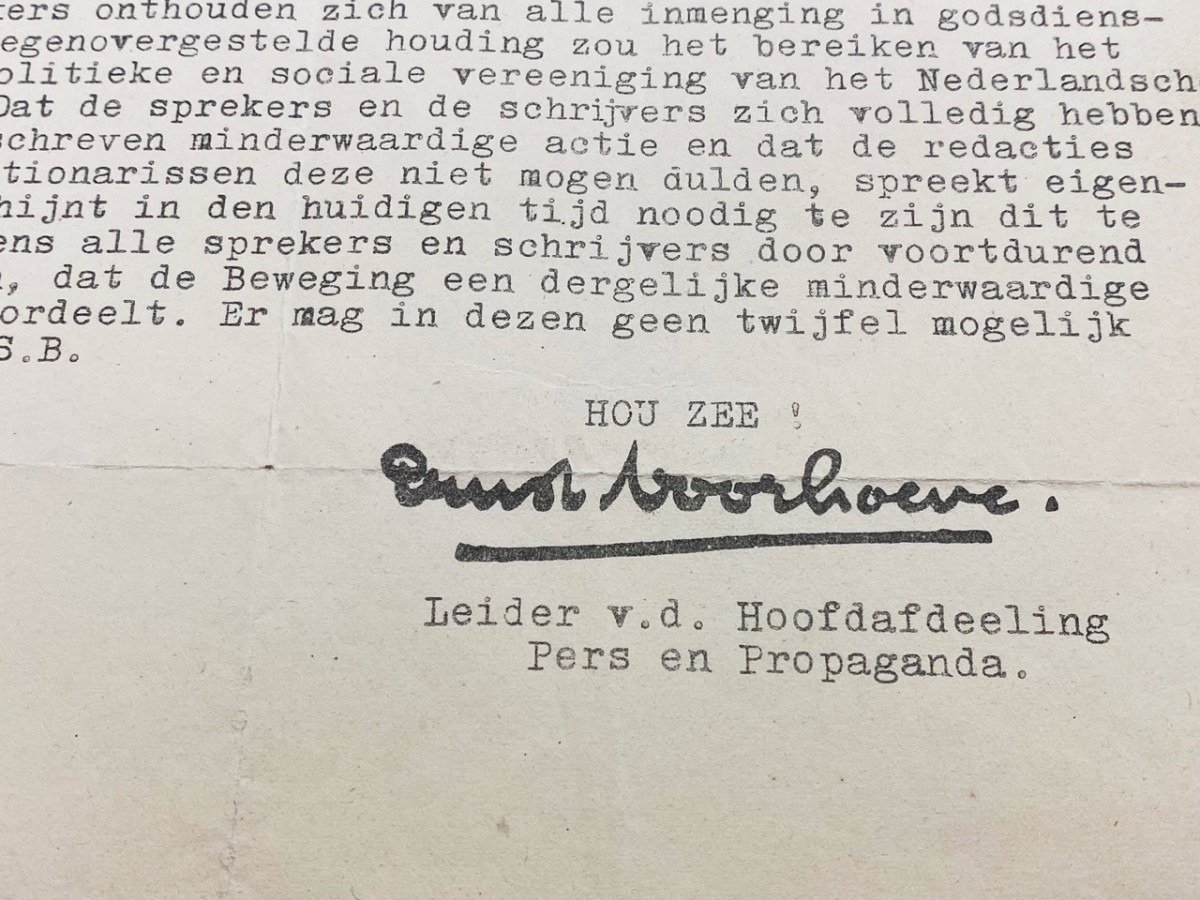 ters onthouden zich van alle inmenging in godsdiens-
egenovergestelde houding zou het bereiken van het
olitieke en sociale vereeniging van het Nederlandsch
Dat de sprekers en de schrijvers zich volledig hebben
schreven minderwaardige actie en dat de redacties
tionarissen deze niet mogen dulden, spreekt eigen-
hijnt in den huidigen tijd noodig te zijn dit te
ens alle sprekers en schrijvers door voortdurend
, dat de Beweging een dergelijke minderwaardige
ordeelt. Er mag in dezen geen twijfel mogelijk
S.B.
HOU ZEE !
Ernst Voorhoeve.
Leider v.d. Hoofdafdeeling
Pers en Propaganda.